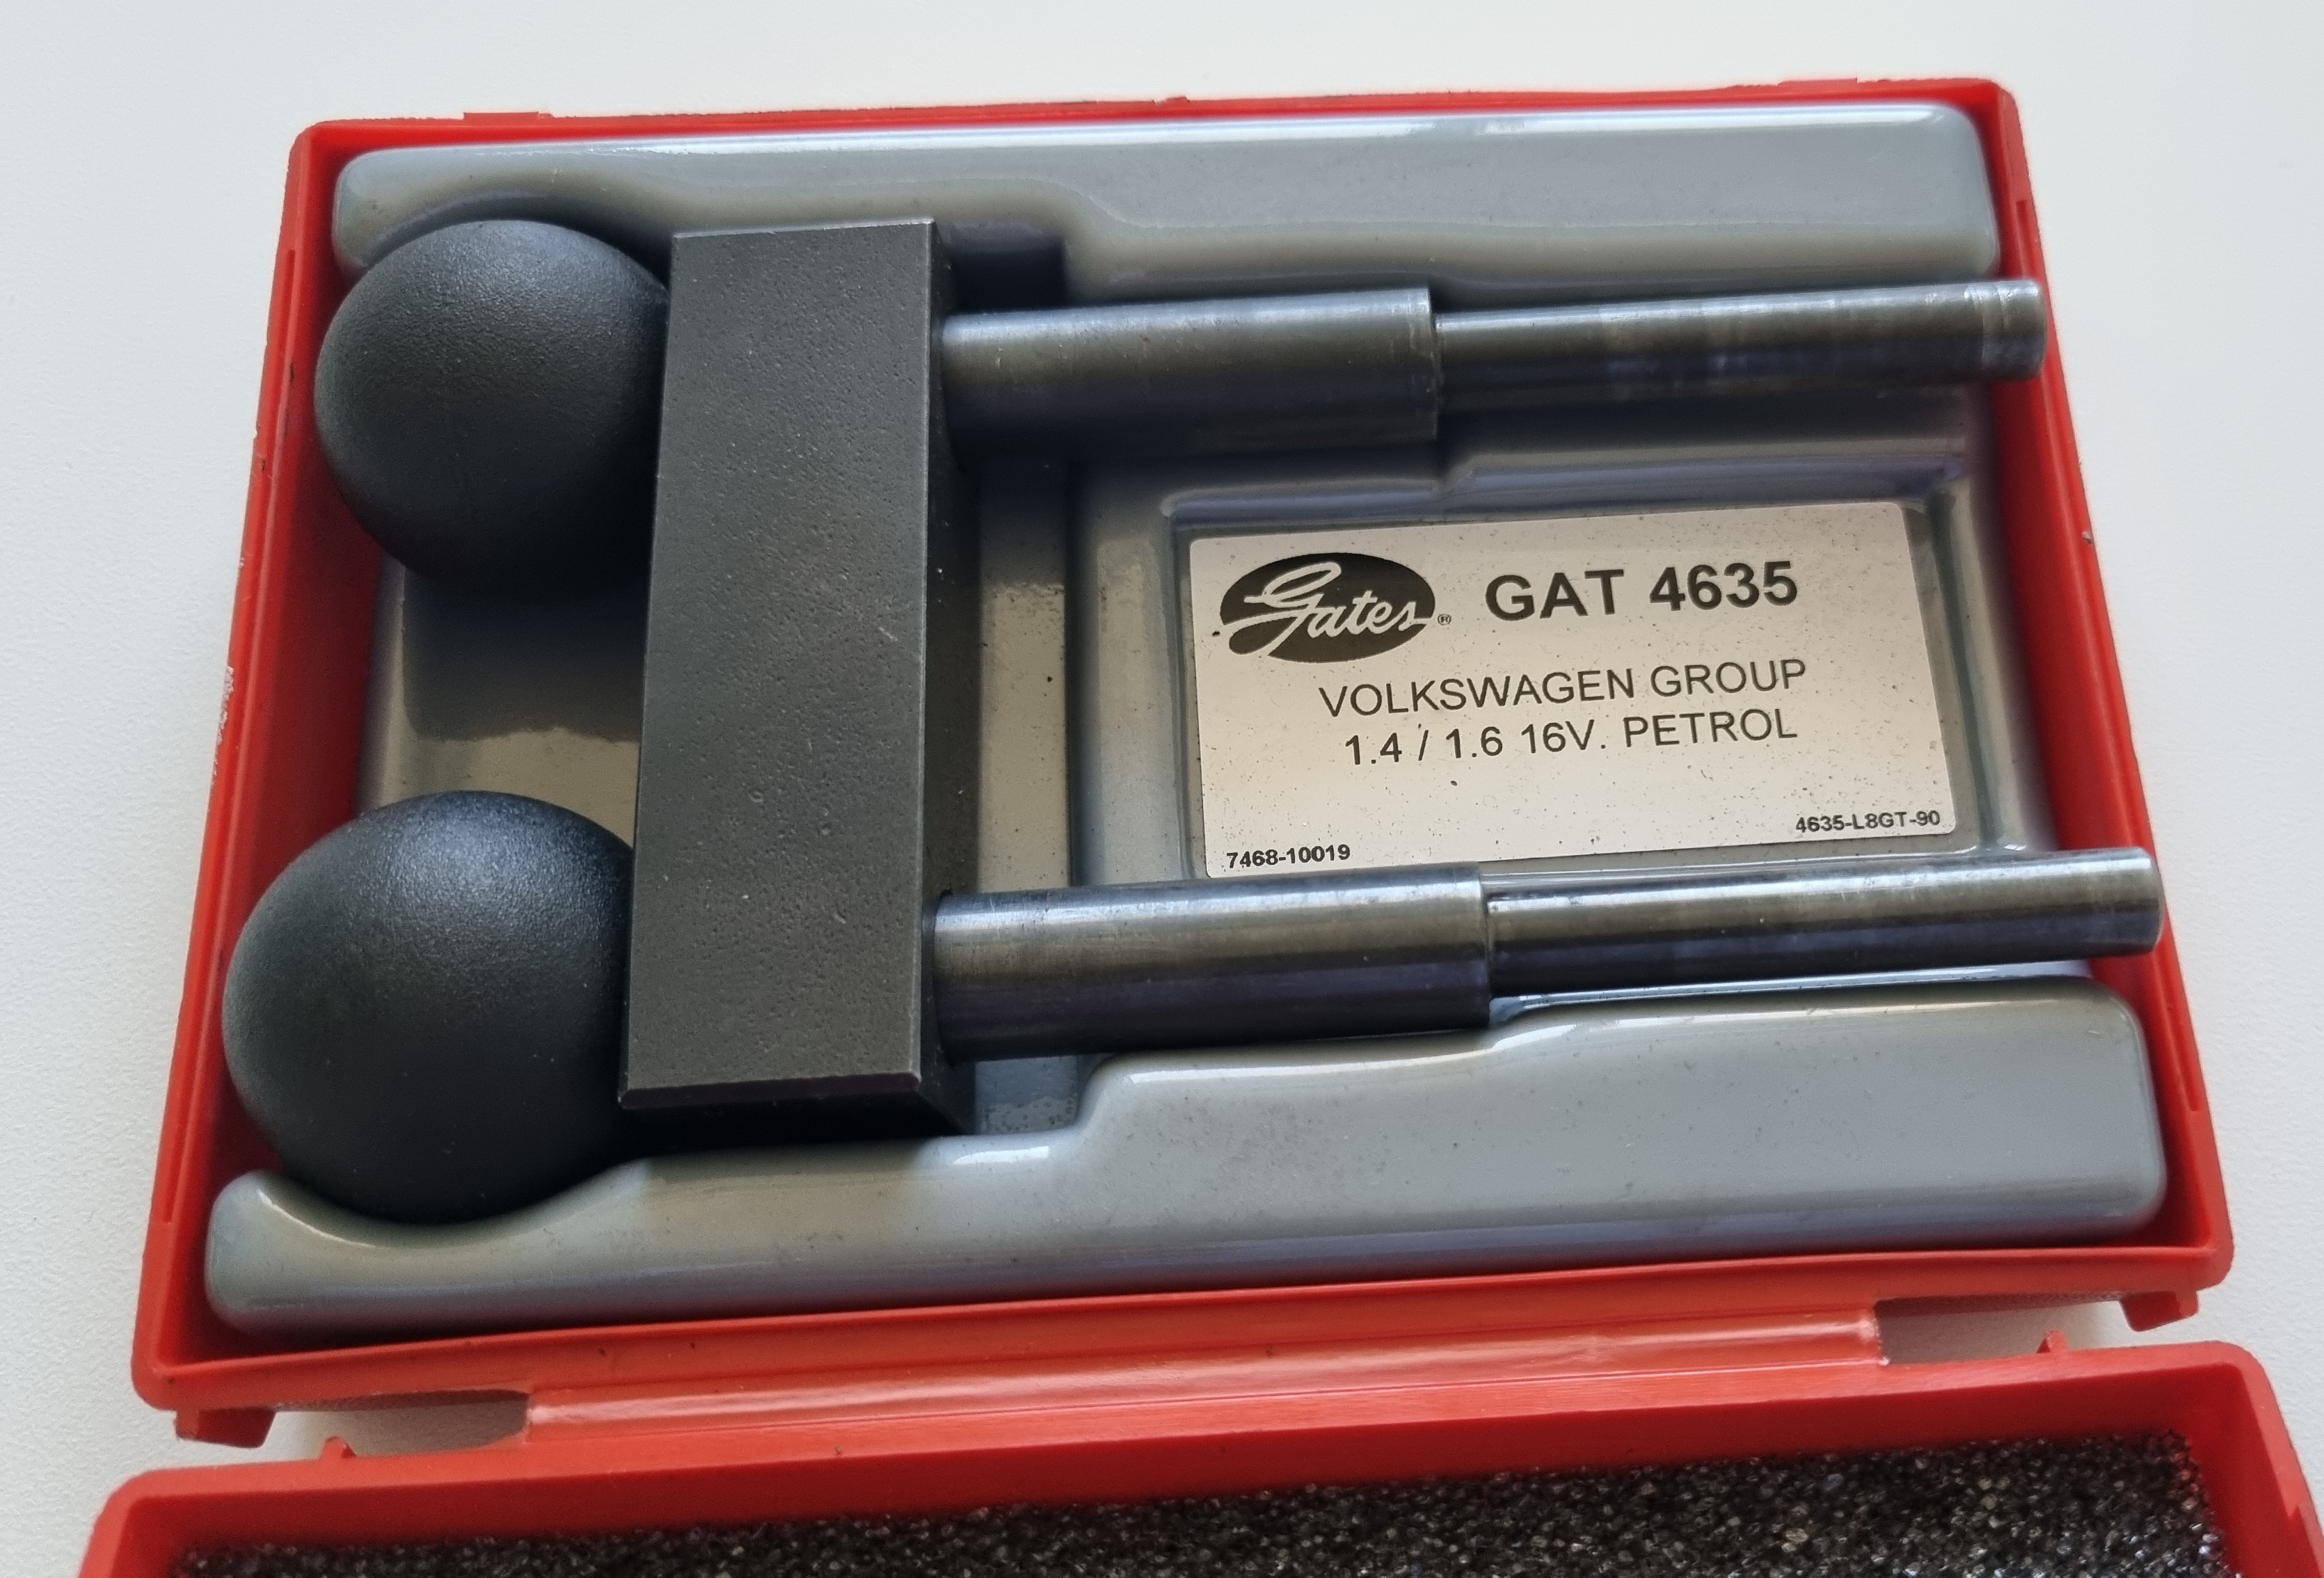 Gates® GAT 4635
VOLKSWAGEN GROUP
1.4 / 1.6 16V. PETROL
4635-L8GT-90
7468-10019